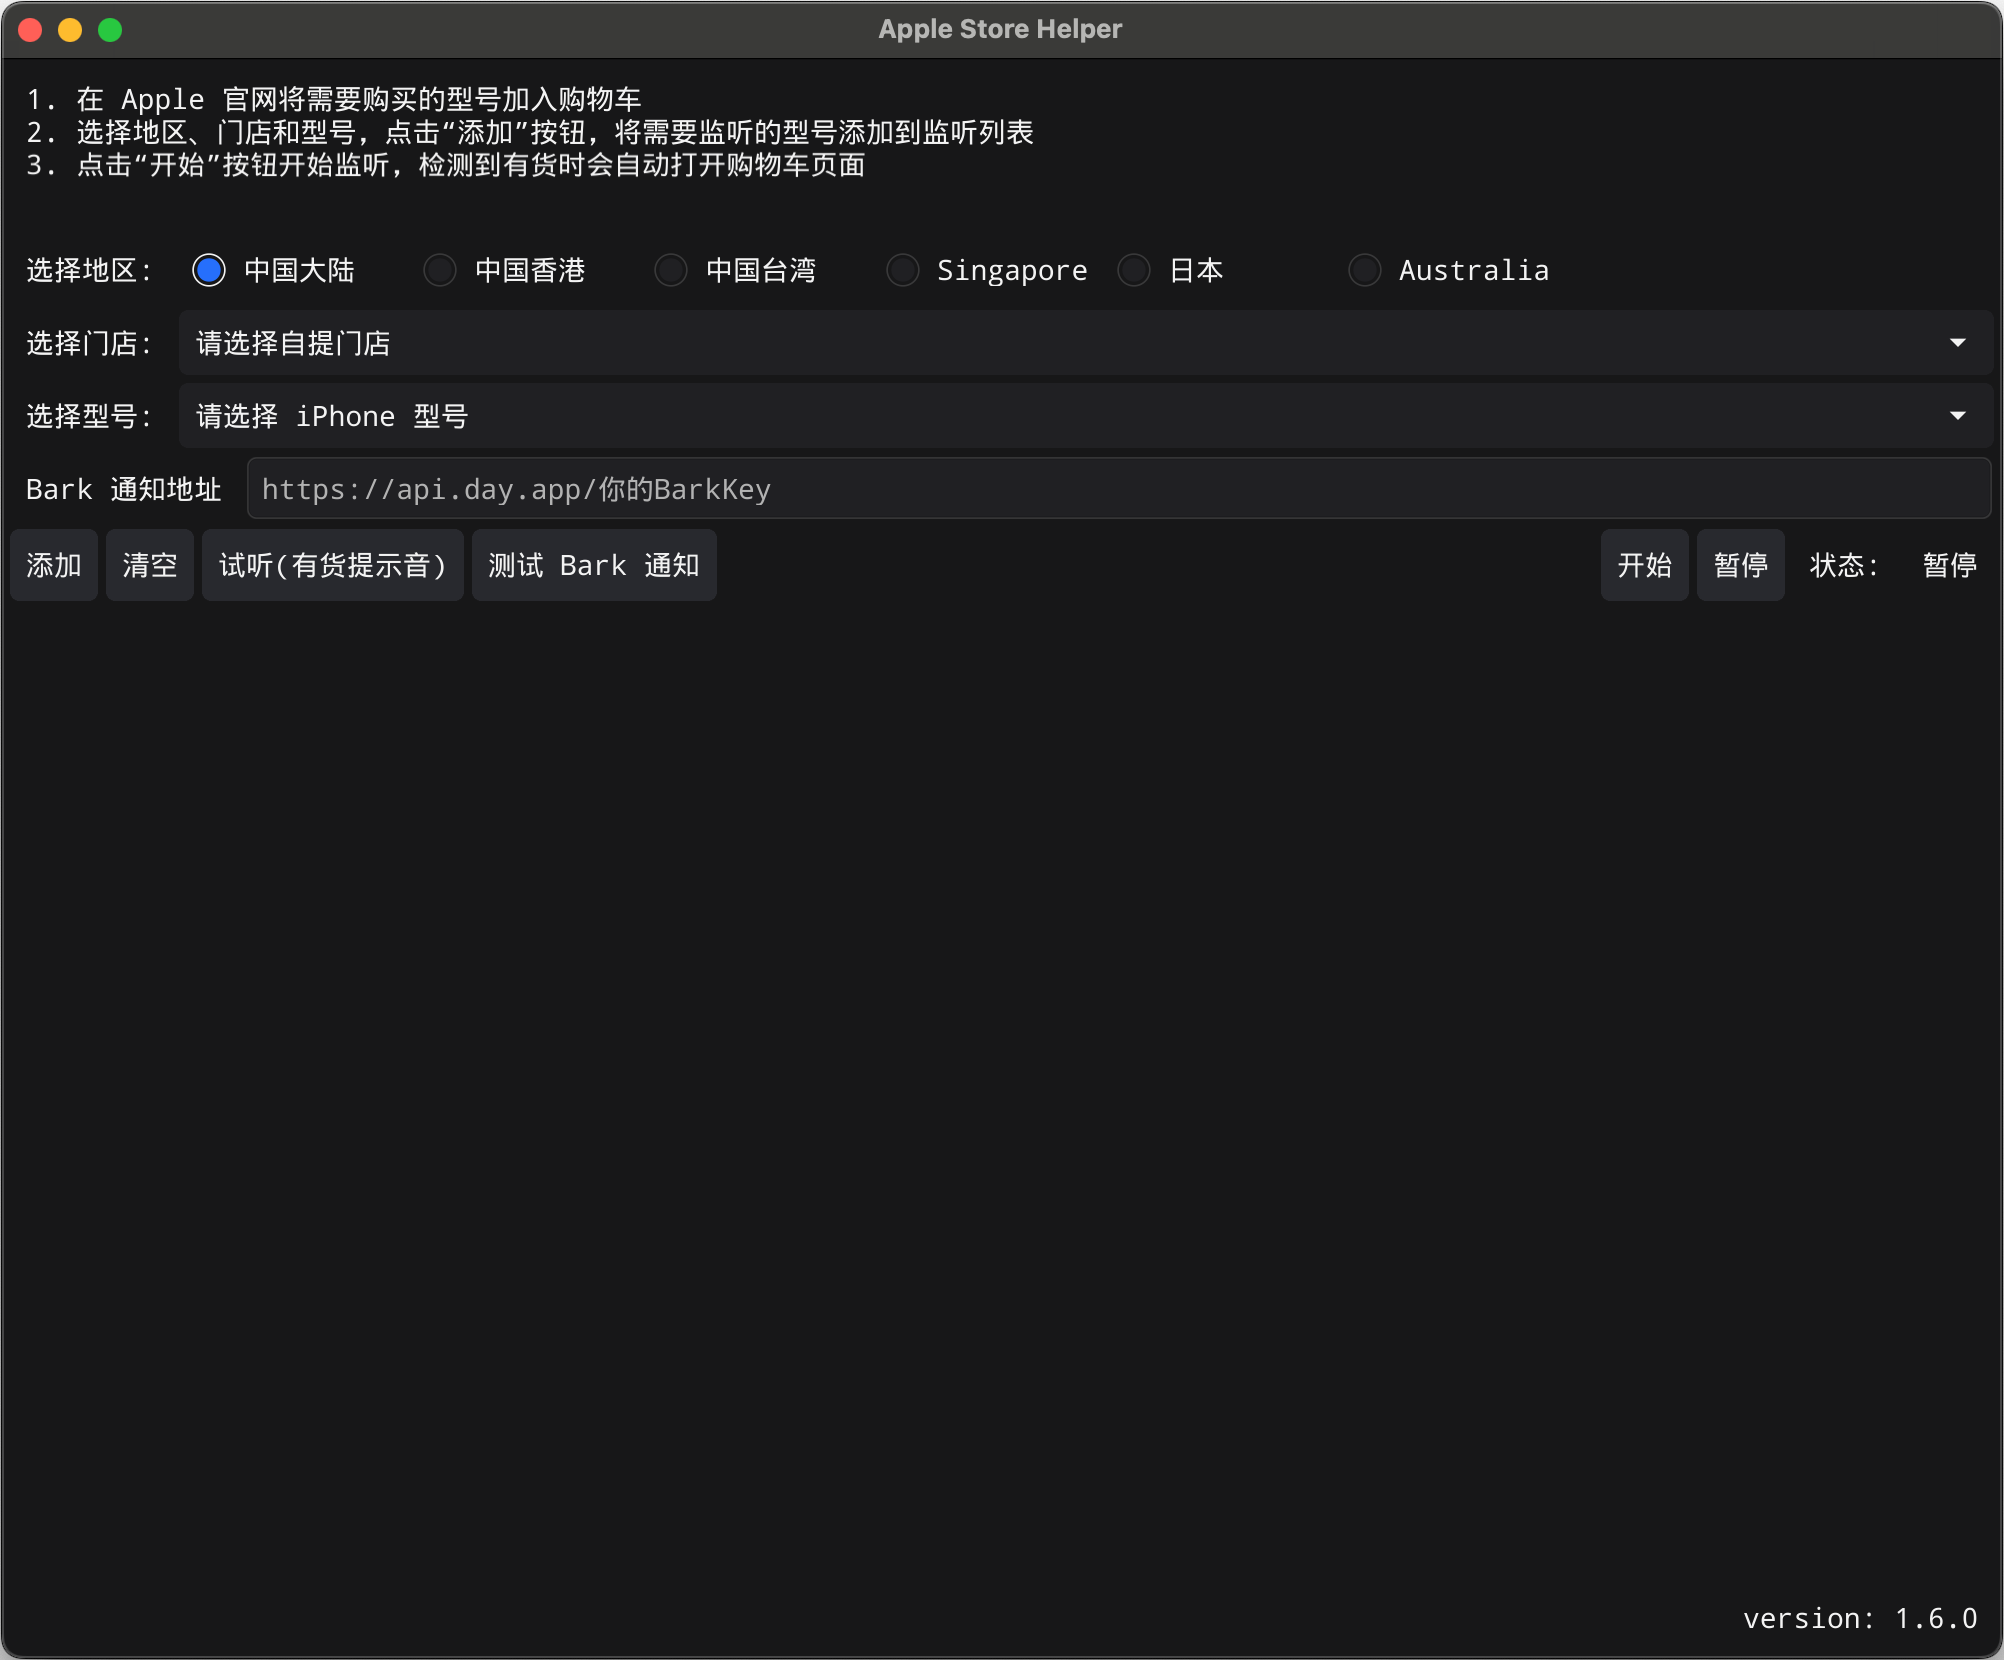 Apple Store Helper
1. 在 Apple 官网将需要购买的型号加入购物车
2. 选择地区、门店和型号，点击“添加”按钮，将需要监听的型号添加到监听列表
3. 点击“开始”按钮开始监听，检测到有货时会自动打开购物车页面
选择地区: 中国大陆 中国香港 中国台湾 Singapore 日本 Australia
选择门店: 请选择自提门店
选择型号: 请选择 iPhone 型号
Bark 通知地址 https://api.day.app/你的BarkKey
添加 清空 试听(有货提示音) 测试 Bark 通知 开始 暂停 状态: 暂停
version: 1.6.0